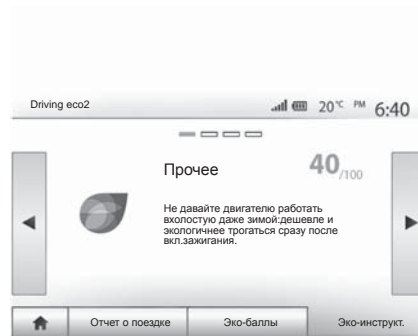 Driving eco2
20°C PM 6:40
Прочее
40/100
Не давайте двигателю работать
вхолостую даже зимой:дешевле и
экологичнее трогаться сразу после
вкл.зажигания.
Отчет о поездке
Эко-баллы
Эко-инструкт.